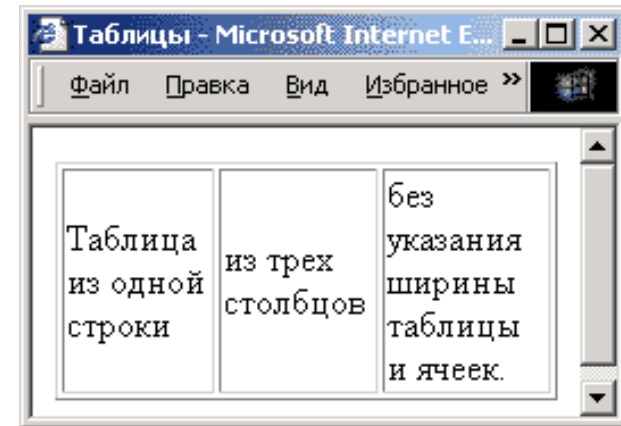 Таблицы - Microsoft Internet E...
Файл Правка Вид Избранное »
Таблица
из одной
строки
из трех
столбцов
без
указания
ширины
таблицы
и ячеек.